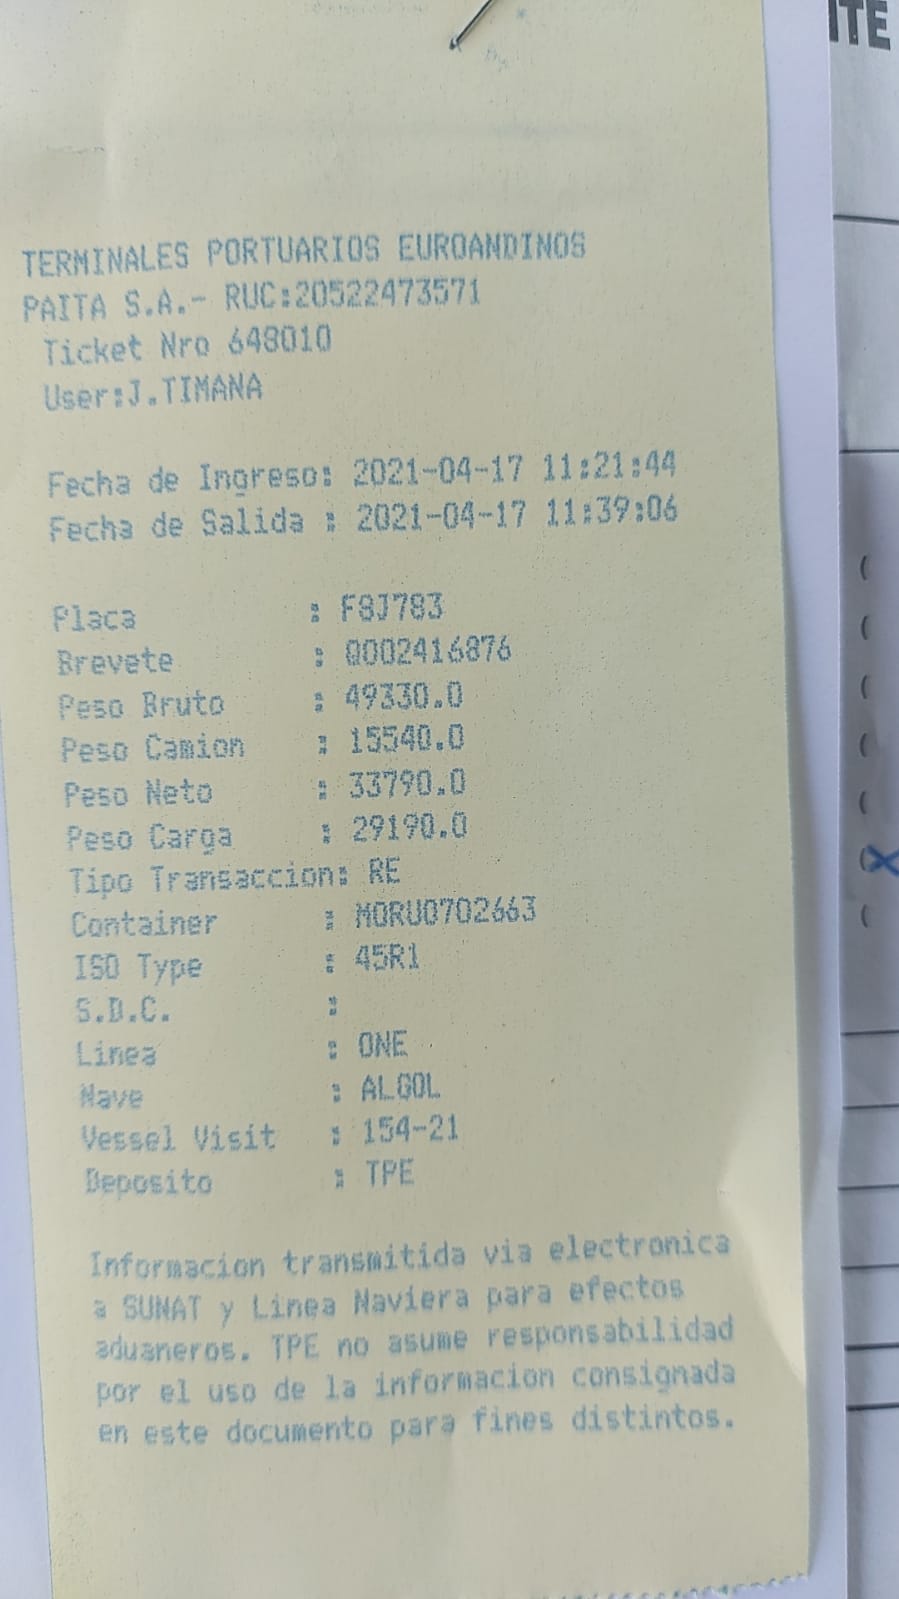 ITE
TERMINALES PORTUARIOS EUROANDINOS
PAITA S.A.- RUC:20522473571
Ticket Nro 648010
User:J.TIMANA
Fecha de Ingreso: 2021-04-17 11:21:44
Fecha de Salida : 2021-04-17 11:39:06
Placa : F8J783
Brevete : Q002416876
Peso Bruto : 49330.0
Peso Camion : 15540.0
Peso Neto : 33790.0
Peso Carga : 29190.0
Tipo Transaccion: RE
Container : MORU0702663
ISO Type : 45R1
S.D.C. :
Linea : ONE
Nave : ALGOL
Vessel Visit : 154-21
Deposito : TPE
Informacion transmitida via electronica
a SUNAT y Linea Naviera para efectos
aduaneros. TPE no asume responsabilidad
por el uso de la informacion consignada
en este documento para fines distintos.